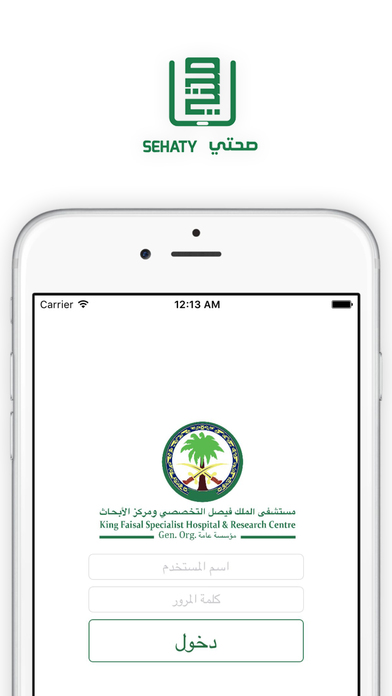 صحتي
SEHATY صحتي
Carrier 12:13 AM
مستشفى الملك فيصل التخصصي ومركز الأبحاث
King Faisal Specialist Hospital & Research Centre
Gen. Org. مؤسسة عامة
اسم المستخدم
كلمة المرور
دخول